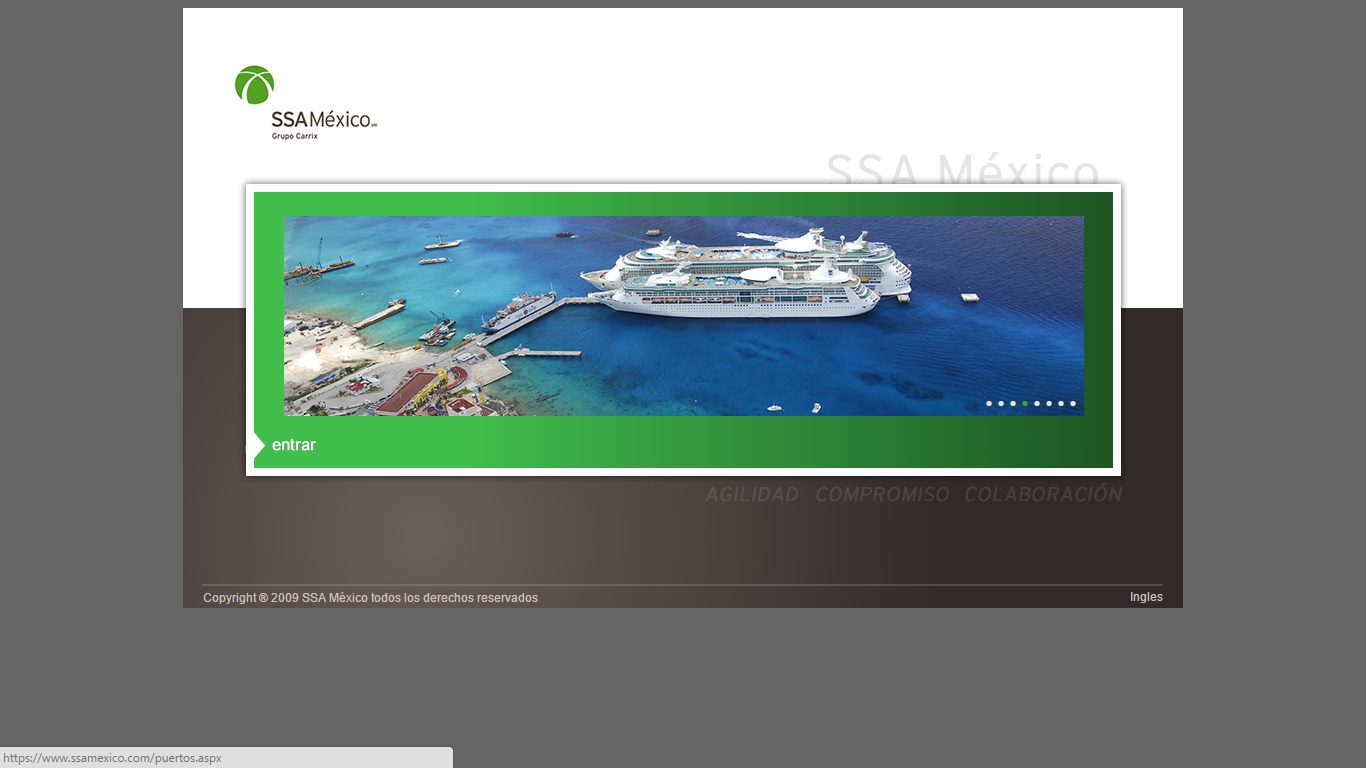 SSA México
Grupo Carrix
SSA México
entrar
AGILIDAD COMPROMISO COLABORACIÓN
Copyright ® 2009 SSA México todos los derechos reservados
Ingles
https://www.ssamexico.com/puertos.aspx